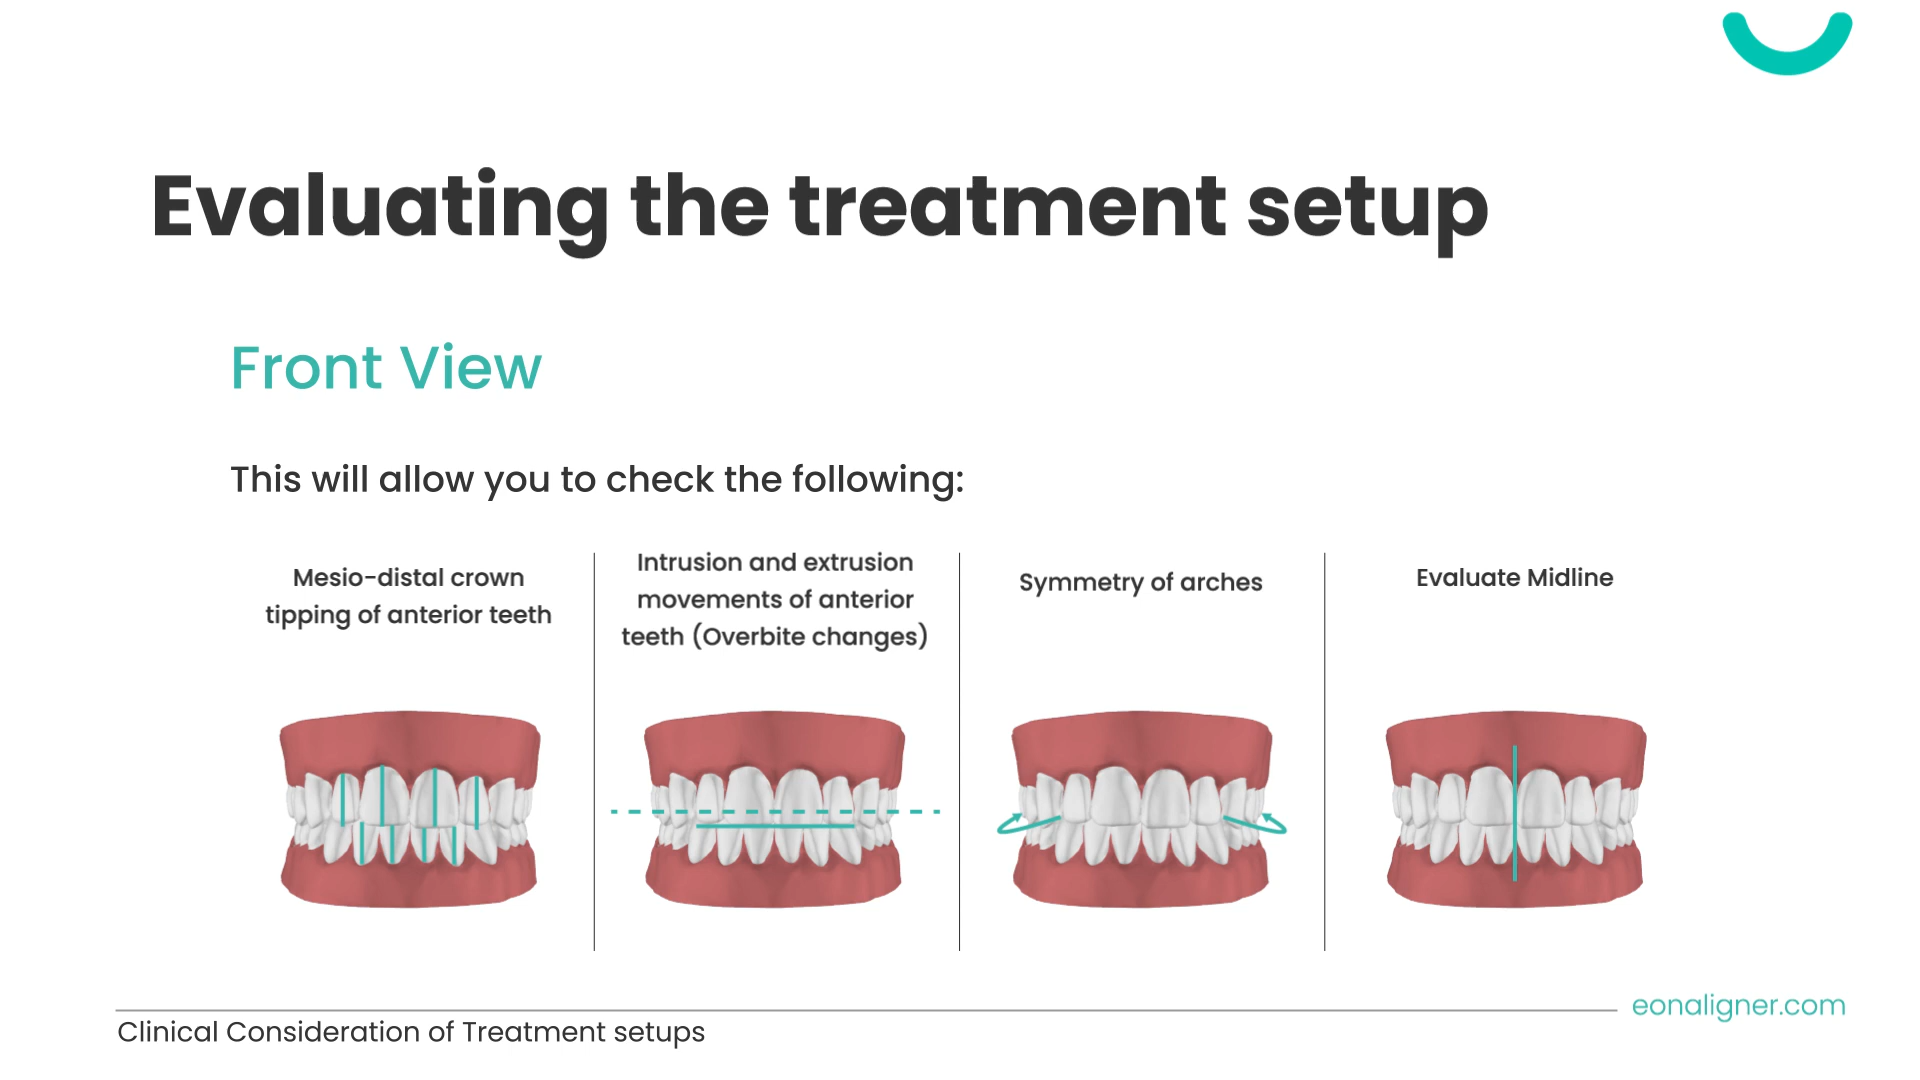 Evaluating the treatment setup
Front View
This will allow you to check the following:
Mesio-distal crown
tipping of anterior teeth
Intrusion and extrusion
movements of anterior
teeth (Overbite changes)
Symmetry of arches
Evaluate Midline
eonaligner.com
Clinical Consideration of Treatment setups